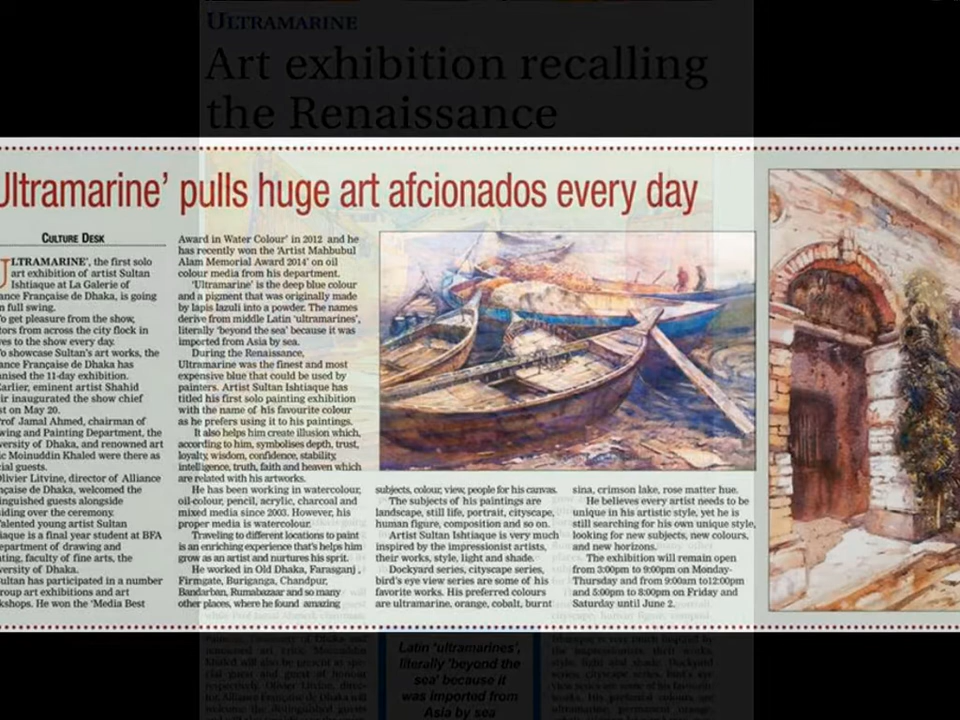 ULTRAMARINE
Art exhibition recalling
the Renaissance
Ultramarine' pulls huge art afcionados every day
CULTURE DESK
ULTRAMARINE', the first solo
art exhibition of artist Sultan
Ishtiaque at La Galerie of
ance Française de Dhaka, is going
n full swing.
o get pleasure from the show,
tors from across the city flock in
ves to the show every day.
o showcase Sultan's art works, the
ance Française de Dhaka has
anised the 11-day exhibition.
arlier, eminent artist Shahid
ir inaugurated the show chief
st on May 20.
rof Jamal Ahmed, chairman of
wing and Painting Department, the
versity of Dhaka, and renowned art
ic Moinuddin Khaled were there as
cial guests.
livier Litvine, director of Alliance
nçaise de Dhaka, welcomed the
inguished guests alongside
siding over the ceremony.
alented young artist Sultan
iaque is a final year student at BFA
epartment of drawing and
ting, faculty of fine arts, the
versity of Dhaka.
ultan has participated in a number
roup art exhibitions and art
kshops. He won the 'Media Best
Award in Water Colour' in 2012 and he
has recently won the 'Artist Mahbubul
Alam Memorial Award 2014' on oil
colour media from his department.
'Ultramarine' is the deep blue colour
and a pigment that was originally made
by lapis lazuli into a powder. The names
derive from middle Latin 'ultramarines',
literally 'beyond the sea' because it was
imported from Asia by sea.
During the Renaissance,
Ultramarine was the finest and most
expensive blue that could be used by
painters. Artist Sultan Ishtiaque has
titled his first solo painting exhibition
with the name of his favourite colour
as he prefers using it to his paintings.
It also helps him create illusion which,
according to him, symbolises depth, trust,
loyalty, wisdom, confidence, stability,
intelligence, truth, faith and heaven which
are related with his artworks.
He has been working in watercolour,
oil-colour, pencil, acrylic, charcoal and
mixed media since 2003. However, his
proper media is watercolour.
Traveling to different locations to paint
is an enriching experience that's helps him
grow as an artist and nurtures his sprit.
He worked in Old Dhaka, Farasganj ,
Firmgate, Buriganga, Chandpur,
Bandarban, Rumabazaar and so many
other places, where he found amazing
subjects, colour, view, people for his canvas.
The subjects of his paintings are
landscape, still life, portrait, cityscape,
human figure, composition and so on.
Artist Sultan Ishtiaque is very much
inspired by the impressionist artists,
their works, style, light and shade.
Dockyard series, cityscape series,
bird's eye view series are some of his
favorite works. His preferred colours
are ultramarine, orange, cobalt, burnt
sina, crimson lake, rose matter hue.
He believes every artist needs to be
unique in his artistic style, yet he is
still searching for his own unique style,
looking for new subjects, new colours,
and new horizons.
The exhibition will remain open
from 3:00pm to 9:00pm on Monday-
Thursday and from 9:00am to12:00pm
and 5:00pm to 8:00pm on Friday and
Saturday until June 2.
Latin 'ultramarines',
literally 'beyond the
sea' because it
was imported from
Asia by sea